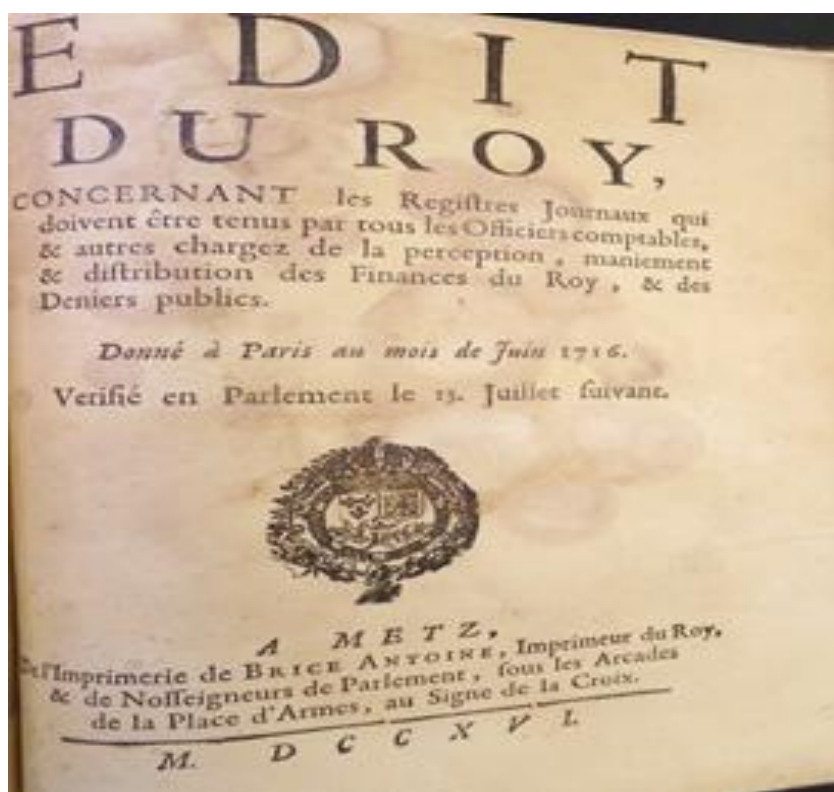 EDIT
DU ROY,
CONCERNANT les Regiſtres Journaux qui
doivent être tenus par tous les Officiers comptables,
& autres chargez de la perception, maniement
& diſtribution des Finances du Roy, & des
Deniers publics.
Donné à Paris au mois de Juin 1716.
Verifié en Parlement le 13. Juillet ſuivant.
A METZ,
De l'Imprimerie de BRICE ANTOINE, Imprimeur du Roy,
& de Noſſeigneurs de Parlement, ſous les Arcades
de la Place d'Armes, au Signe de la Croix.
M. DCCXVI.